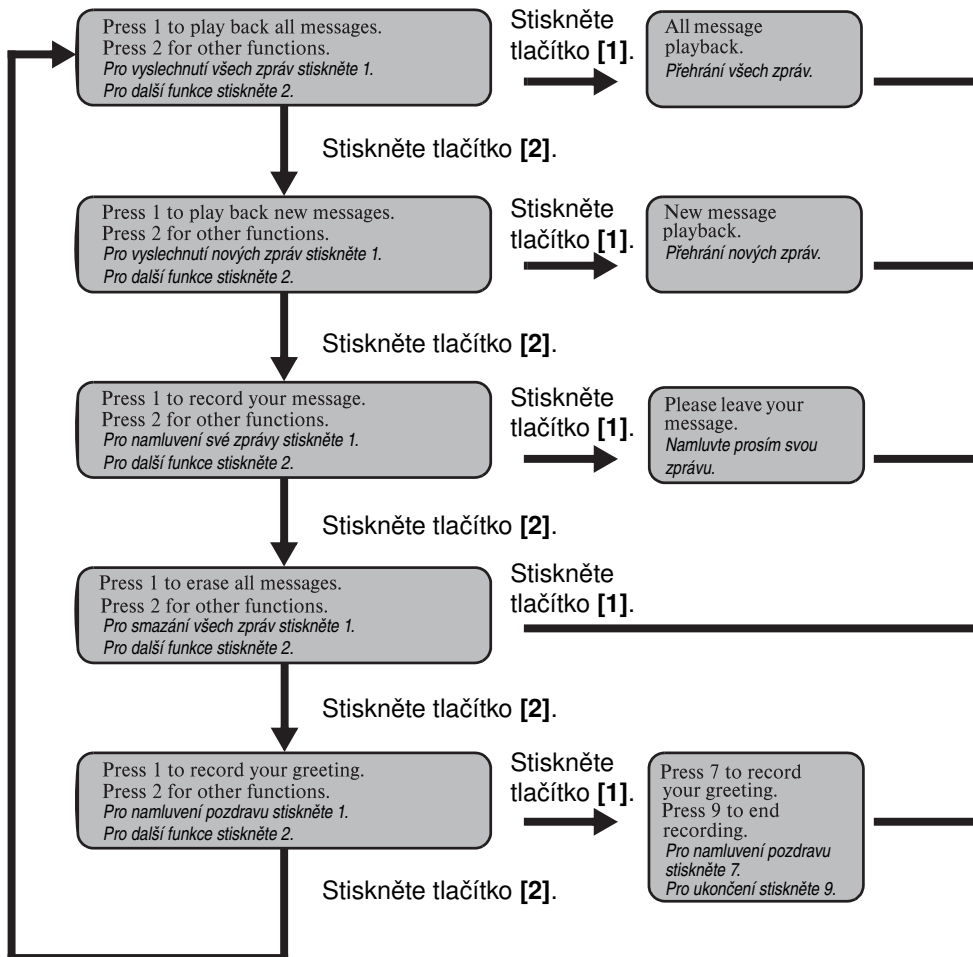 Press 1 to play back all messages.
Press 2 for other functions.
Pro vyslechnutí všech zpráv stiskněte 1.
Pro další funkce stiskněte 2.
Stiskněte
tlačítko [1].
All message
playback.
Přehrání všech zpráv.
Stiskněte tlačítko [2].
Press 1 to play back new messages.
Press 2 for other functions.
Pro vyslechnutí nových zpráv stiskněte 1.
Pro další funkce stiskněte 2.
Stiskněte
tlačítko [1].
New message
playback.
Přehrání nových zpráv.
Stiskněte tlačítko [2].
Press 1 to record your message.
Press 2 for other functions.
Pro namluvení své zprávy stiskněte 1.
Pro další funkce stiskněte 2.
Stiskněte
tlačítko [1].
Please leave your
message.
Namluvte prosím svou
zprávu.
Stiskněte tlačítko [2].
Press 1 to erase all messages.
Press 2 for other functions.
Pro smazání všech zpráv stiskněte 1.
Pro další funkce stiskněte 2.
Stiskněte
tlačítko [1].
Stiskněte tlačítko [2].
Press 1 to record your greeting.
Press 2 for other functions.
Pro namluvení pozdravu stiskněte 1.
Pro další funkce stiskněte 2.
Stiskněte
tlačítko [1].
Press 7 to record
your greeting.
Press 9 to end
recording.
Pro namluvení pozdravu
stiskněte 7.
Pro ukončení stiskněte 9.
Stiskněte tlačítko [2].